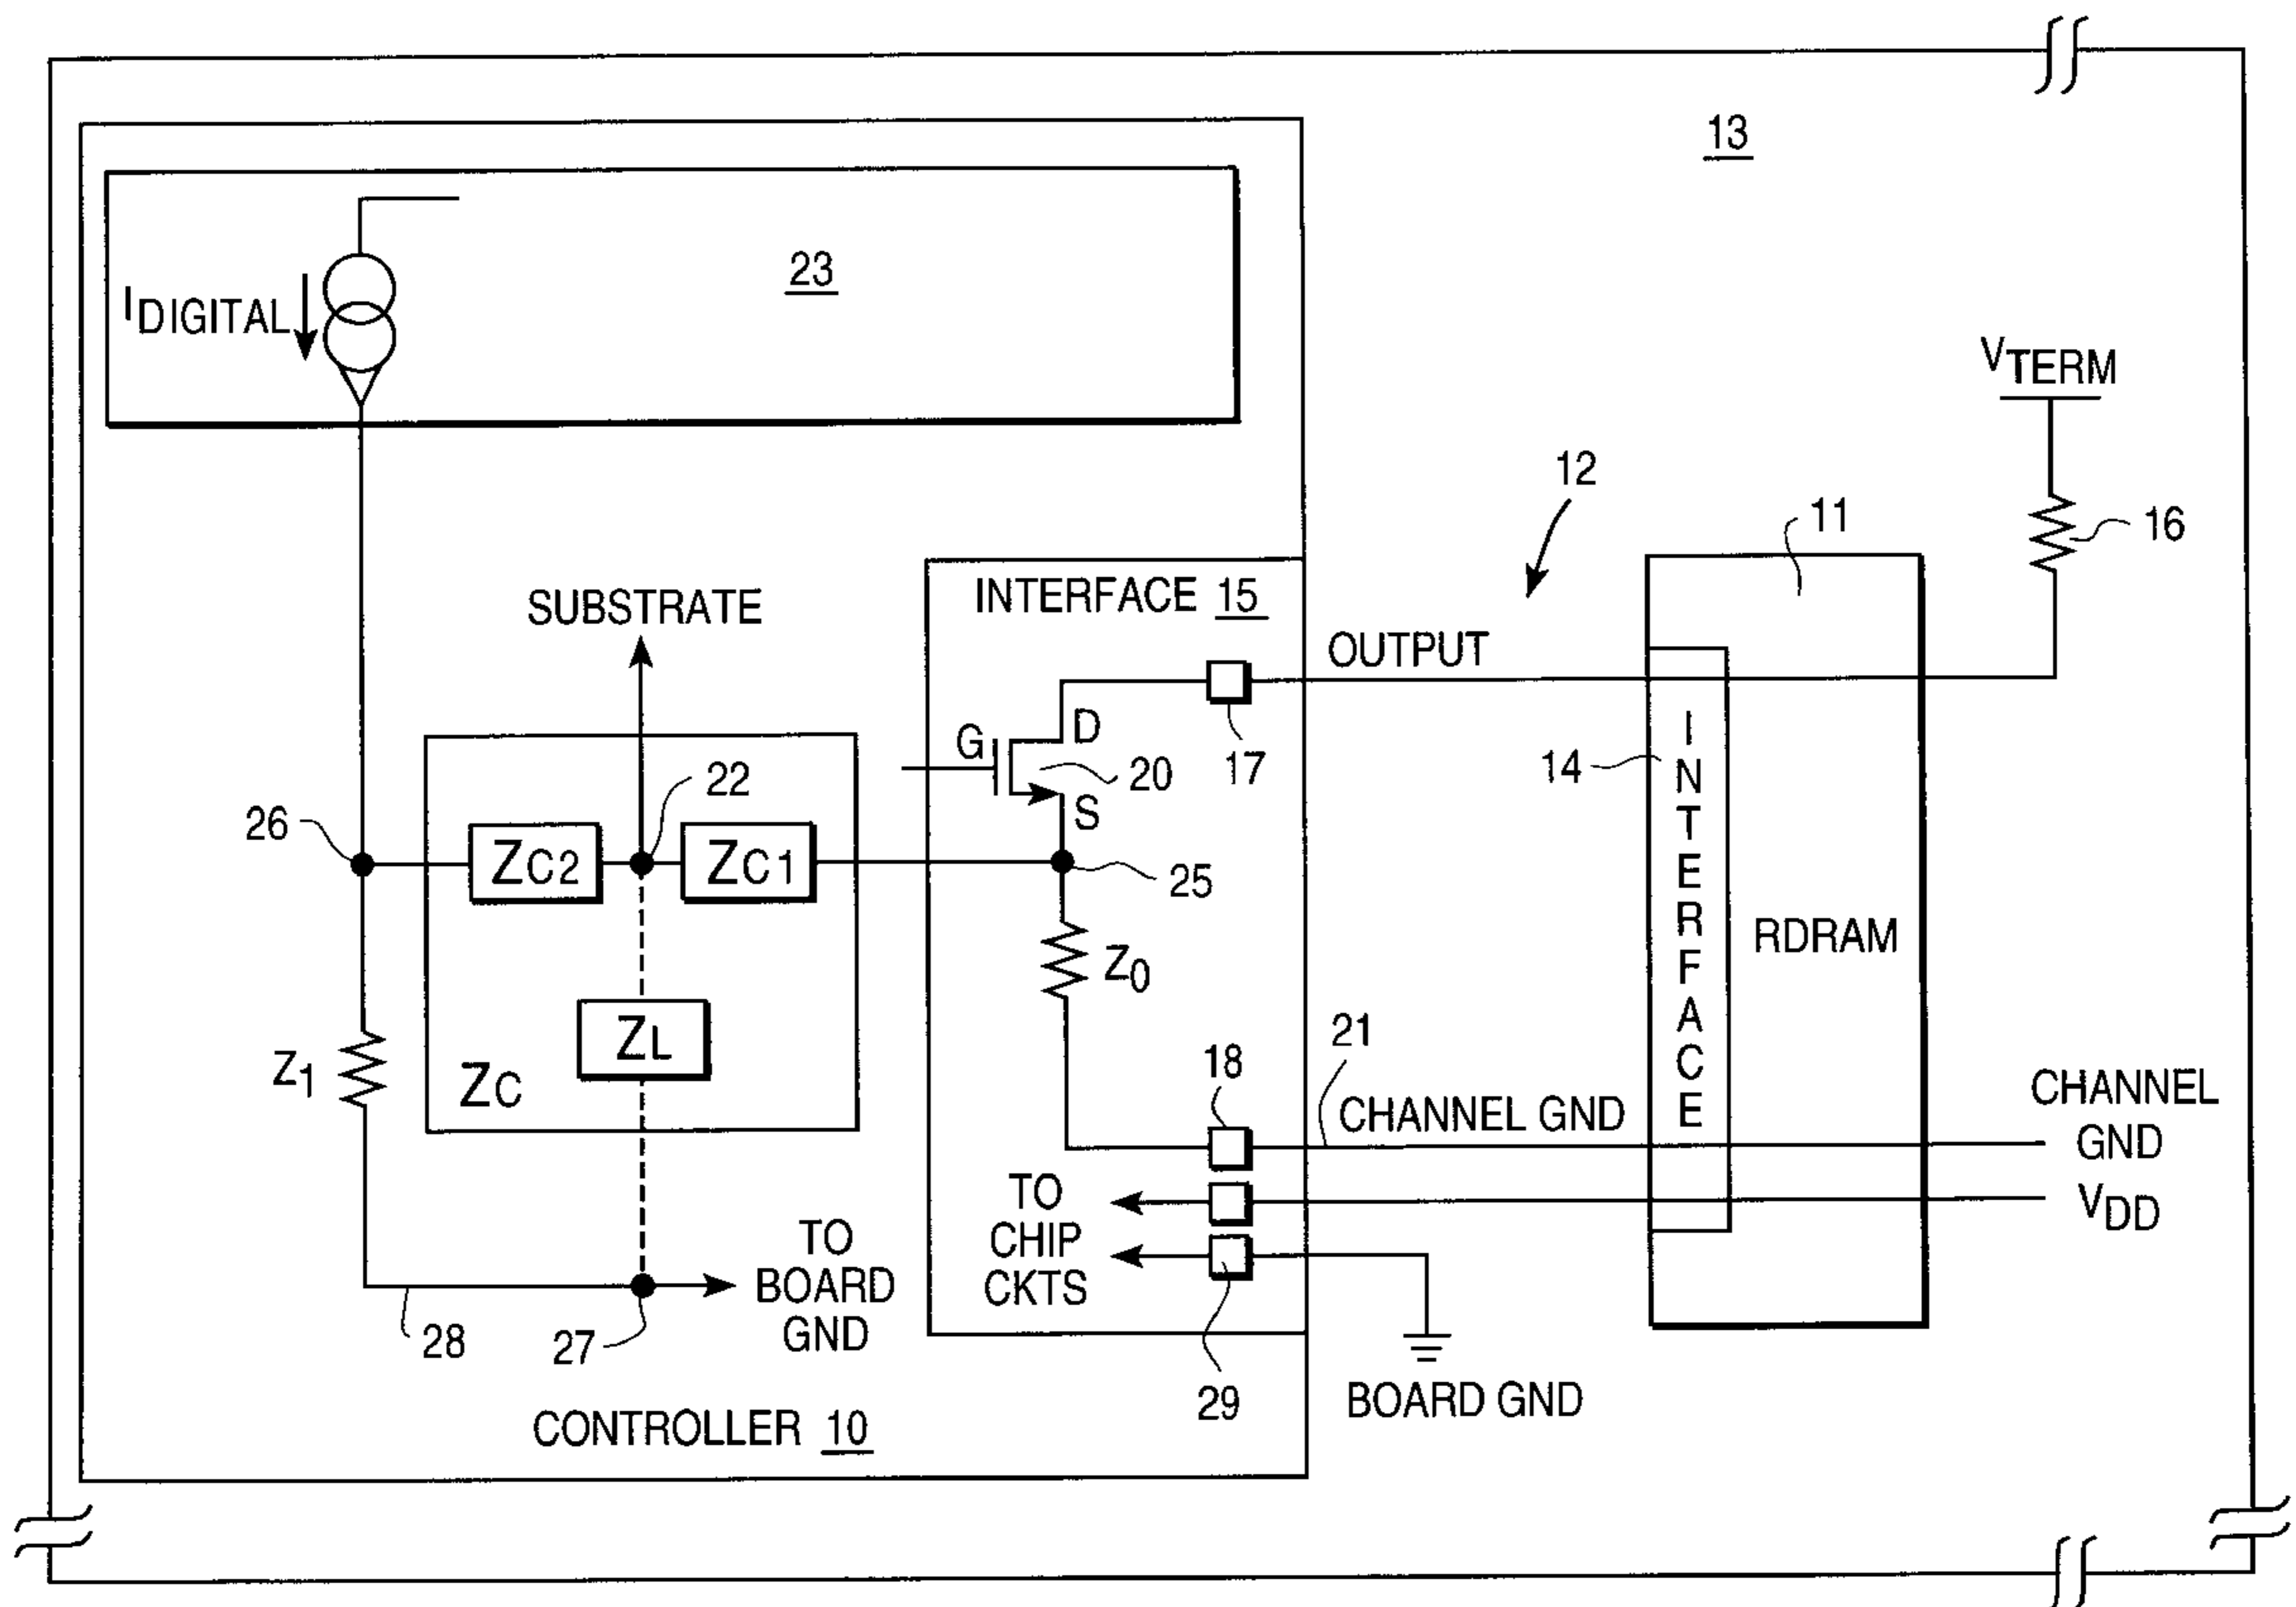 13
23
IDIGITAL
VTERM
12
11
16
SUBSTRATE
INTERFACE 15
OUTPUT
INTERFACE
14
G
D
20
S
17
22
26
ZC2
ZC1
25
RDRAM
Z0
Z1
ZL
ZC
18
21
CHANNEL GND
CHANNEL
GND
VDD
TO
CHIP
CKTS
TO
BOARD
GND
28
27
29
BOARD GND
CONTROLLER 10